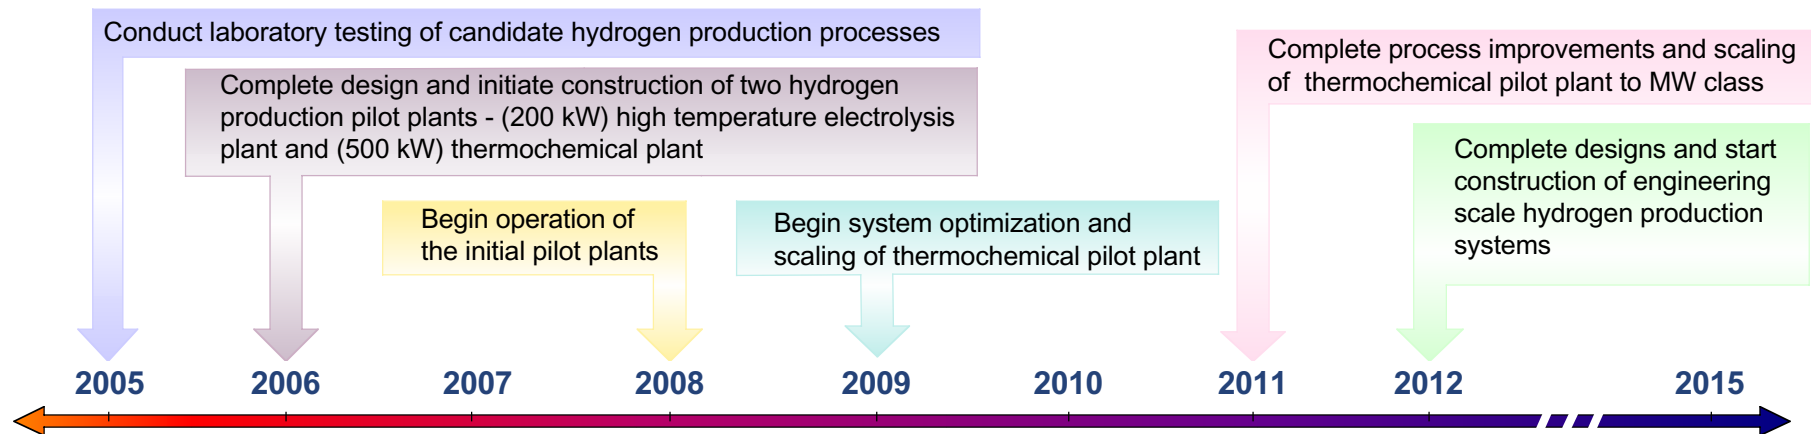 Conduct laboratory testing of candidate hydrogen production processes
Complete design and initiate construction of two hydrogen
production pilot plants - (200 kW) high temperature electrolysis
plant and (500 kW) thermochemical plant
Begin operation of
the initial pilot plants
Begin system optimization and
scaling of thermochemical pilot plant
Complete process improvements and scaling
of thermochemical pilot plant to MW class
Complete designs and start
construction of engineering
scale hydrogen production
systems
2005
2006
2007
2008
2009
2010
2011
2012
2015